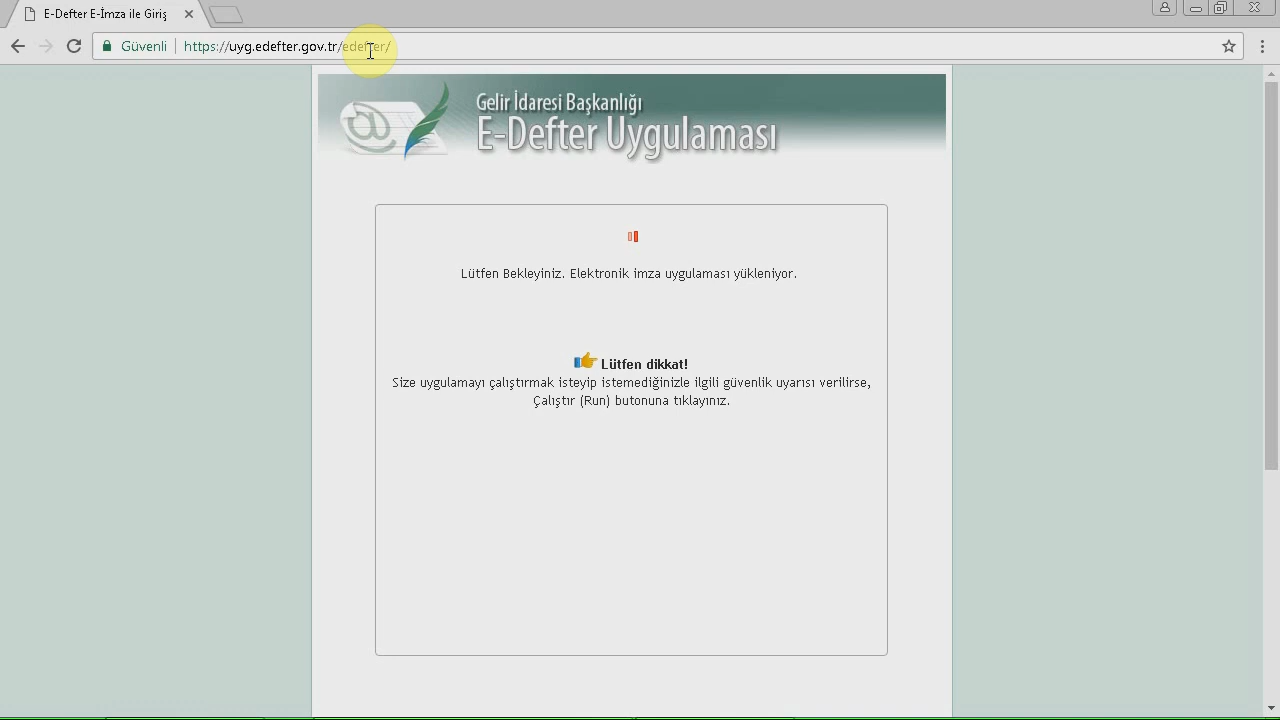 E-Defter E-İmza ile Giriş
Güvenli
https://uyg.edefter.gov.tr/edefter/
Gelir İdaresi Başkanlığı
E-Defter Uygulaması
Lütfen Bekleyiniz. Elektronik imza uygulaması yükleniyor.
Lütfen dikkat!
Size uygulamayı çalıştırmak isteyip istemediğinizle ilgili güvenlik uyarısı verilirse,
Çalıştır (Run) butonuna tıklayınız.